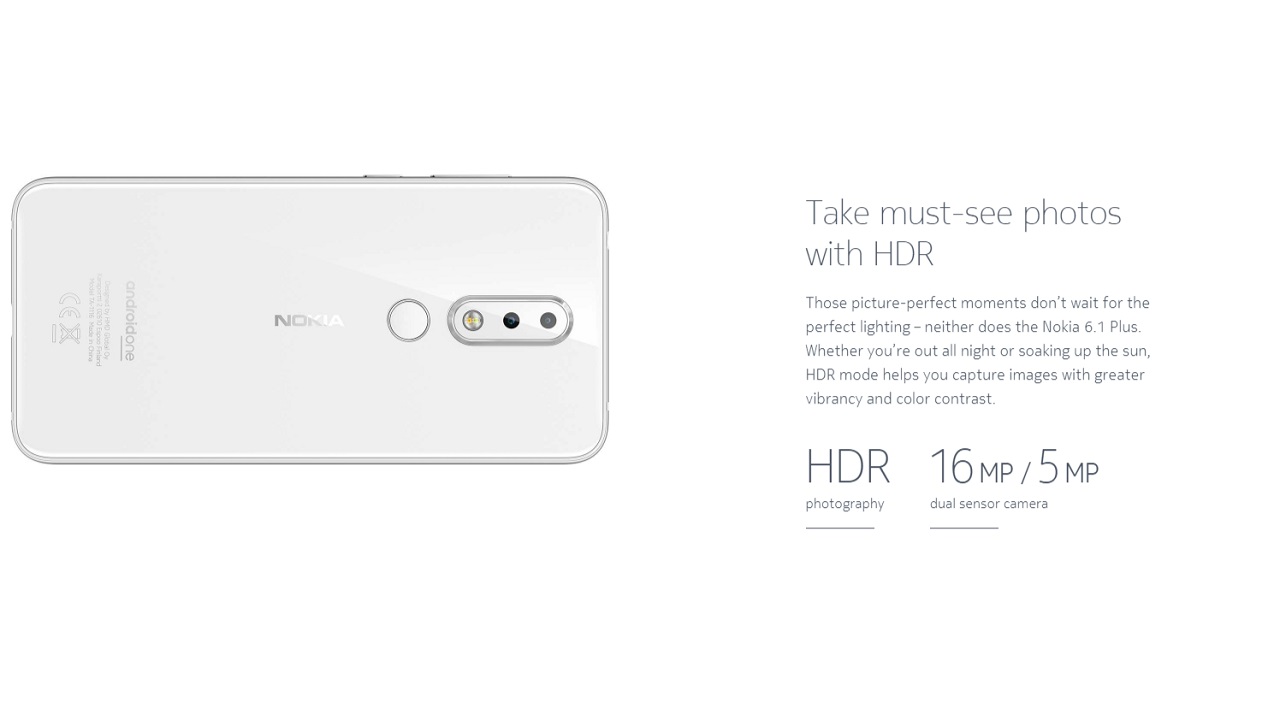 NOKIA
androidone
Take must-see photos
with HDR
Those picture-perfect moments don't wait for the
perfect lighting – neither does the Nokia 6.1 Plus.
Whether you're out all night or soaking up the sun,
HDR mode helps you capture images with greater
vibrancy and color contrast.
HDR
photography
16 MP / 5 MP
dual sensor camera